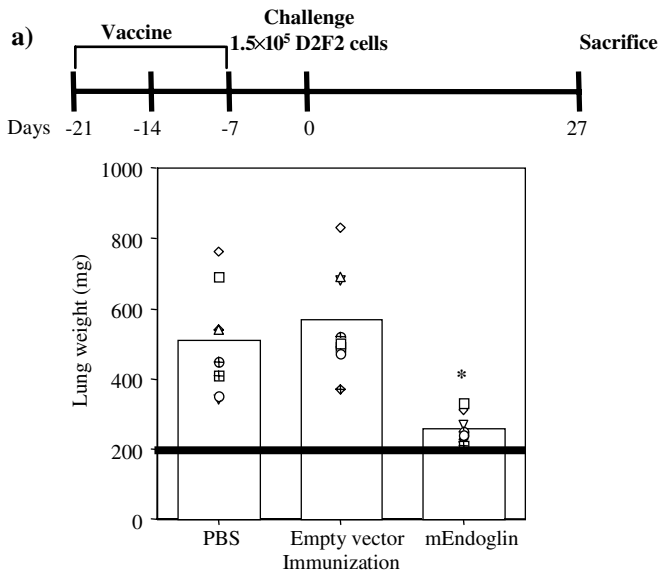 a)
Vaccine
Challenge
1.5×10⁵ D2F2 cells
Sacrifice
Days -21 -14 -7 0 27
1000
800
600
400
200
0
Lung weight (mg)
*
PBS Empty vector mEndoglin
Immunization